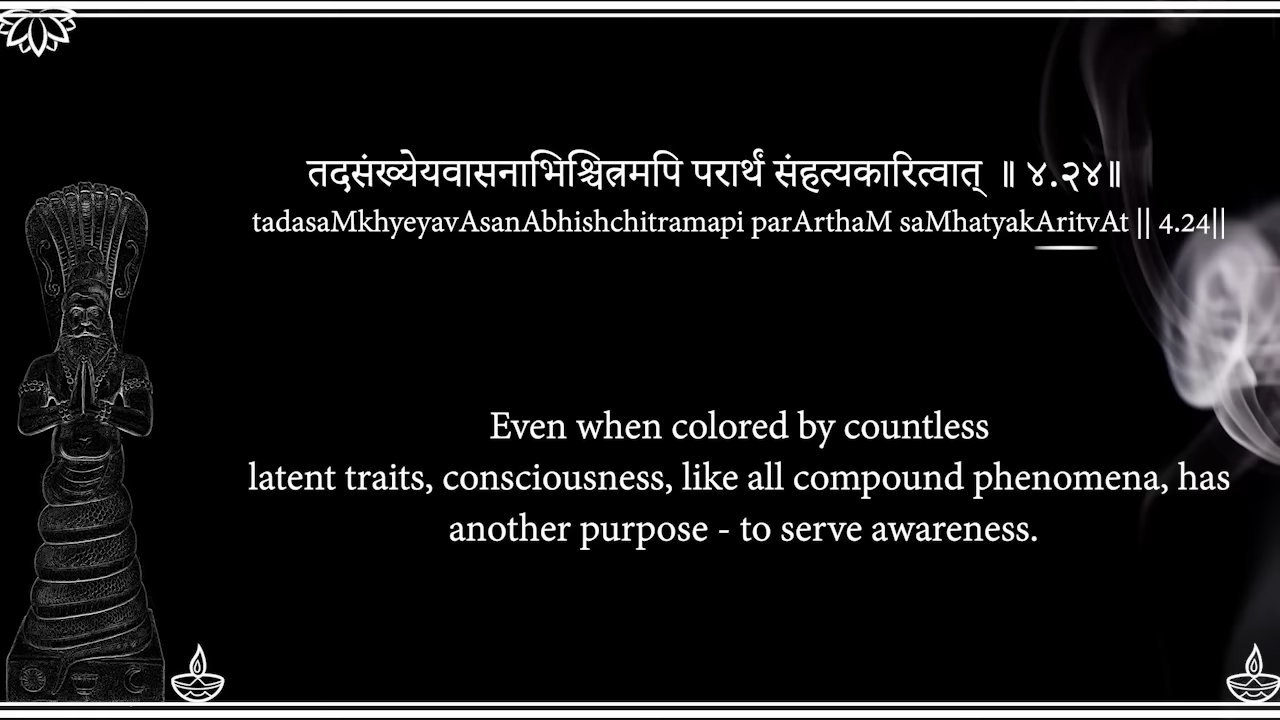 तदसंख्येयवासनाभिश्चित्रमपि परार्थं संहत्यकारित्वात् ॥ ४.२४॥
tadasaMkhyeyavAsanAbhishchitramapi parArthaM saMhatyakAritvAt || 4.24||
Even when colored by countless
latent traits, consciousness, like all compound phenomena, has
another purpose - to serve awareness.